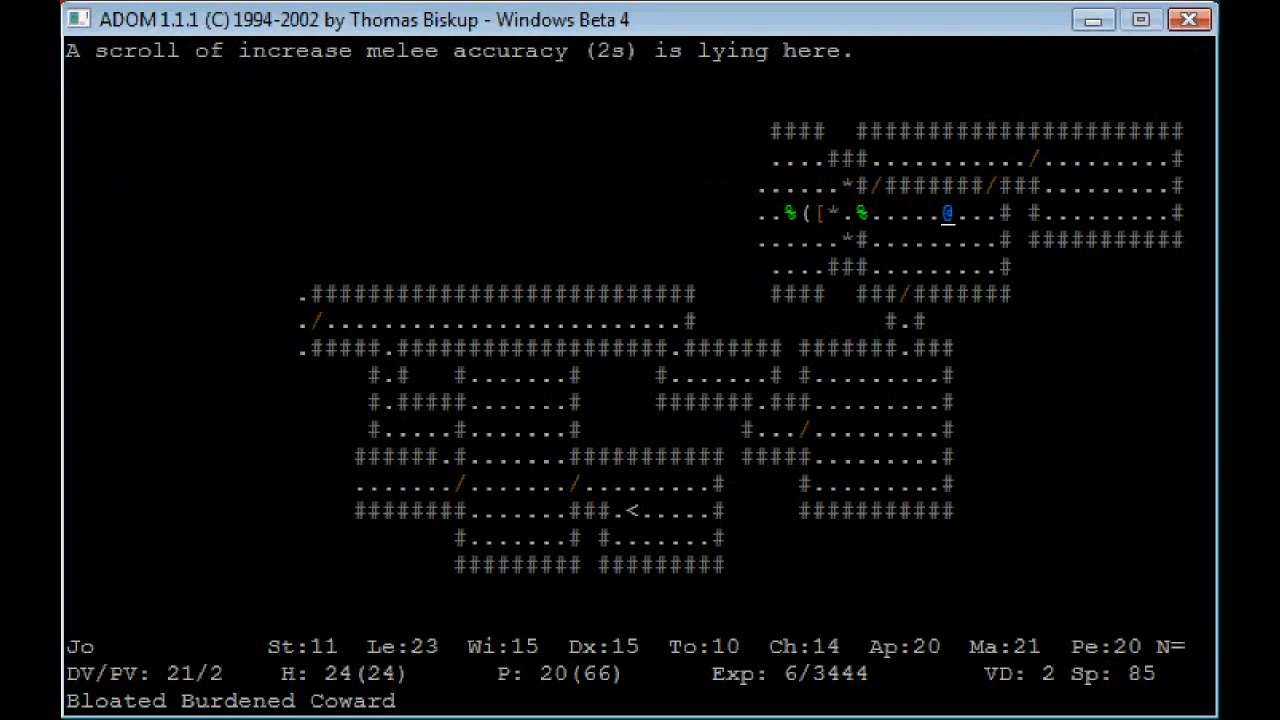 ADOM 1.1.1 (C) 1994-2002 by Thomas Biskup - Windows Beta 4
A scroll of increase melee accuracy (2s) is lying here.
#### #######################
....###.........../.........#
......*#/#######/###.........#
..%([*.%.....@...# #.........#
......*#.........# ###########
....###.........#
.########################### #### ###/#######
./.........................# #.#
.#####.###################.####### #######.###
#.# #.......# #.......# #.........#
#.#####.......# #######.###.........#
#.....#.......# #.../.........#
######.#.......########### #####.........#
......./......./.........# #.........#
########.......###.<.....# ###########
#.......# #.......#
######### #########
Jo St:11 Le:23 Wi:15 Dx:15 To:10 Ch:14 Ap:20 Ma:21 Pe:20 N=
DV/PV: 21/2 H: 24(24) P: 20(66) Exp: 6/3444 VD: 2 Sp: 85
Bloated Burdened Coward